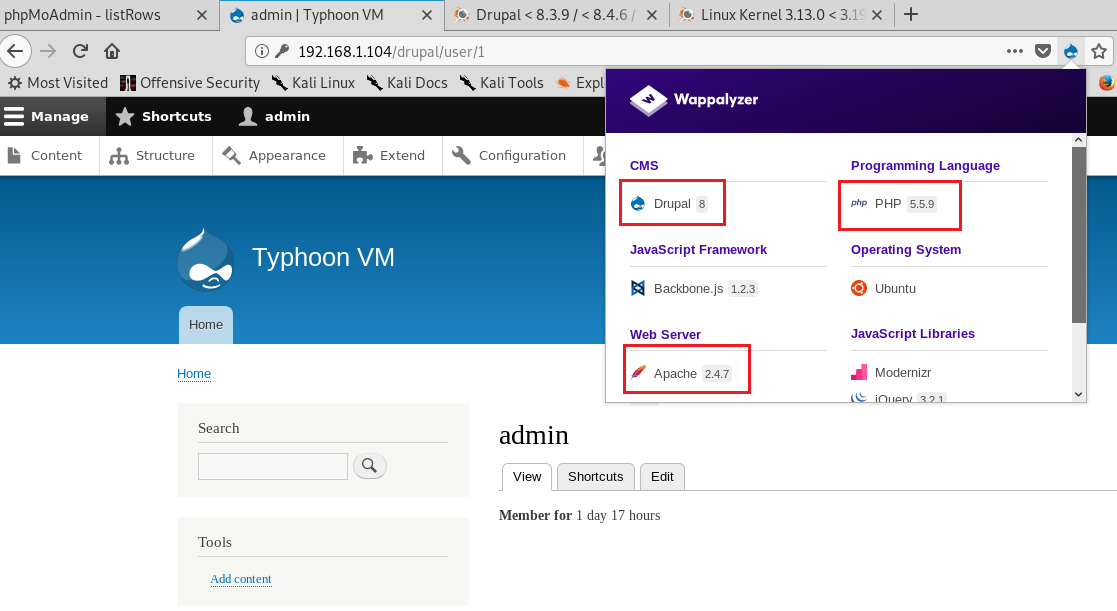 phpMoAdmin - listRows
admin | Typhoon VM
Drupal < 8.3.9 / < 8.4.6 /
Linux Kernel 3.13.0 < 3.19
192.168.1.104/drupal/user/1
Most Visited
Offensive Security
Kali Linux
Kali Docs
Kali Tools
Expl
Manage
Shortcuts
admin
Content
Structure
Appearance
Extend
Configuration
Wappalyzer
CMS
Programming Language
Drupal 8
php PHP 5.5.9
JavaScript Framework
Operating System
Backbone.js 1.2.3
Ubuntu
Web Server
JavaScript Libraries
Apache 2.4.7
Modernizr
jQuery 3.2.1
Typhoon VM
Home
Home
Search
Tools
Add content
admin
View
Shortcuts
Edit
Member for 1 day 17 hours